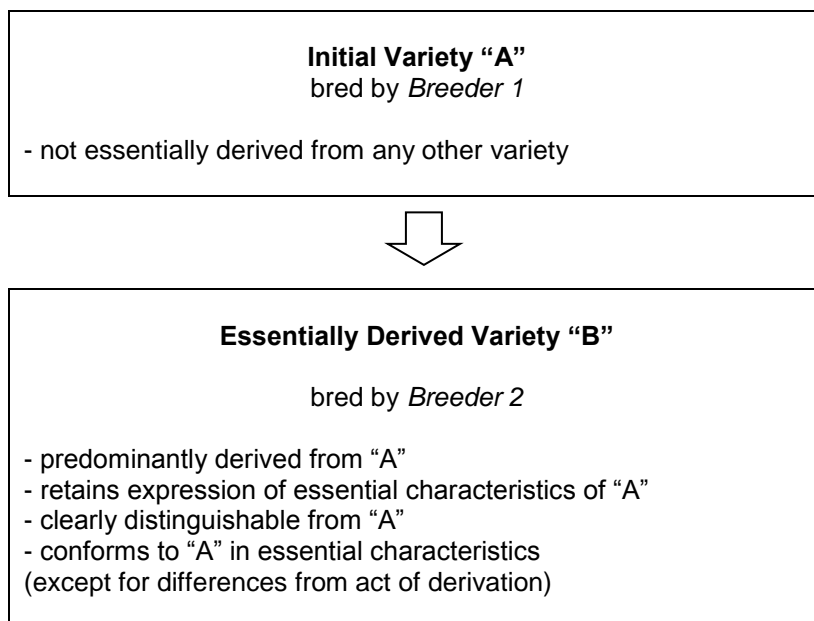 Initial Variety “A”
bred by Breeder 1
- not essentially derived from any other variety
Essentially Derived Variety “B”
bred by Breeder 2
- predominantly derived from “A”
- retains expression of essential characteristics of “A”
- clearly distinguishable from “A”
- conforms to “A” in essential characteristics
(except for differences from act of derivation)